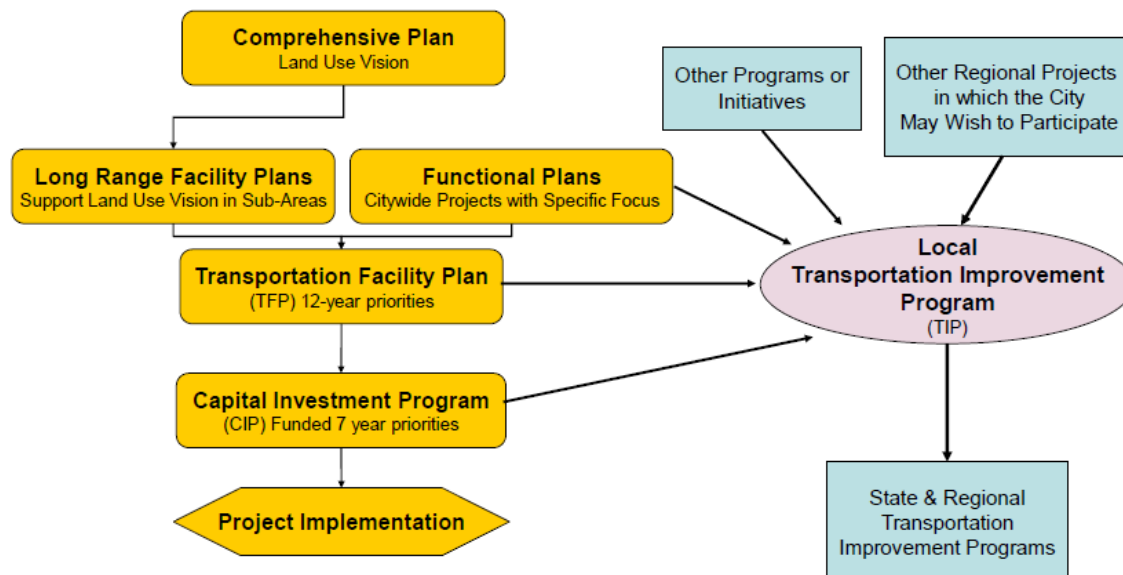 Comprehensive Plan
Land Use Vision
Other Programs or
Initiatives
Other Regional Projects
in which the City
May Wish to Participate
Long Range Facility Plans
Support Land Use Vision in Sub-Areas
Functional Plans
Citywide Projects with Specific Focus
Transportation Facility Plan
(TFP) 12-year priorities
Local
Transportation Improvement
Program
(TIP)
Capital Investment Program
(CIP) Funded 7 year priorities
Project Implementation
State & Regional
Transportation
Improvement Programs